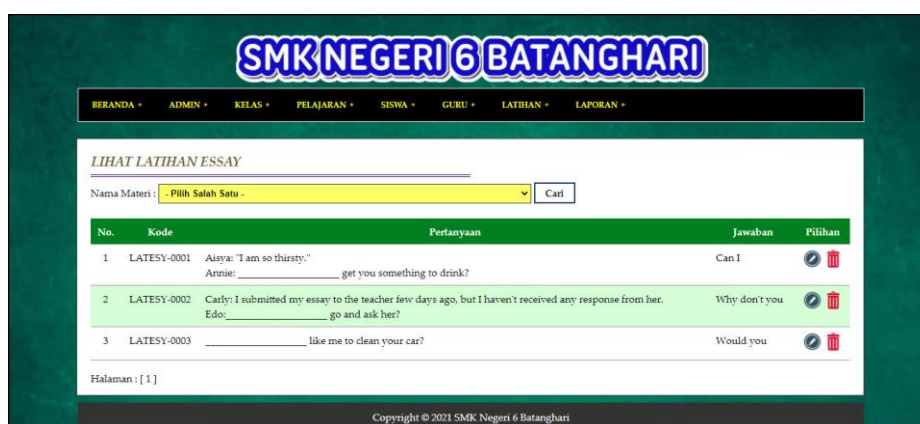 SMK NEGERI 6 BATANGHARI
BERANDA + ADMIN + KELAS + PELAJARAN + SISWA + GURU + LATIHAN + LAPORAN +
LIHAT LATIHAN ESSAY
Nama Materi : - Pilih Salah Satu - Cari
No. Kode Pertanyaan Jawaban Pilihan
1 LATESY-0001 Aisya: "I am so thirsty." Can I
Annie: ____________________ get you something to drink?
2 LATESY-0002 Carly: I submitted my essay to the teacher few days ago, but I haven't received any response from her. Why don't you
Edo:____________________ go and ask her?
3 LATESY-0003 ____________________ like me to clean your car? Would you
Halaman : [ 1 ]
Copyright © 2021 SMK Negeri 6 Batanghari